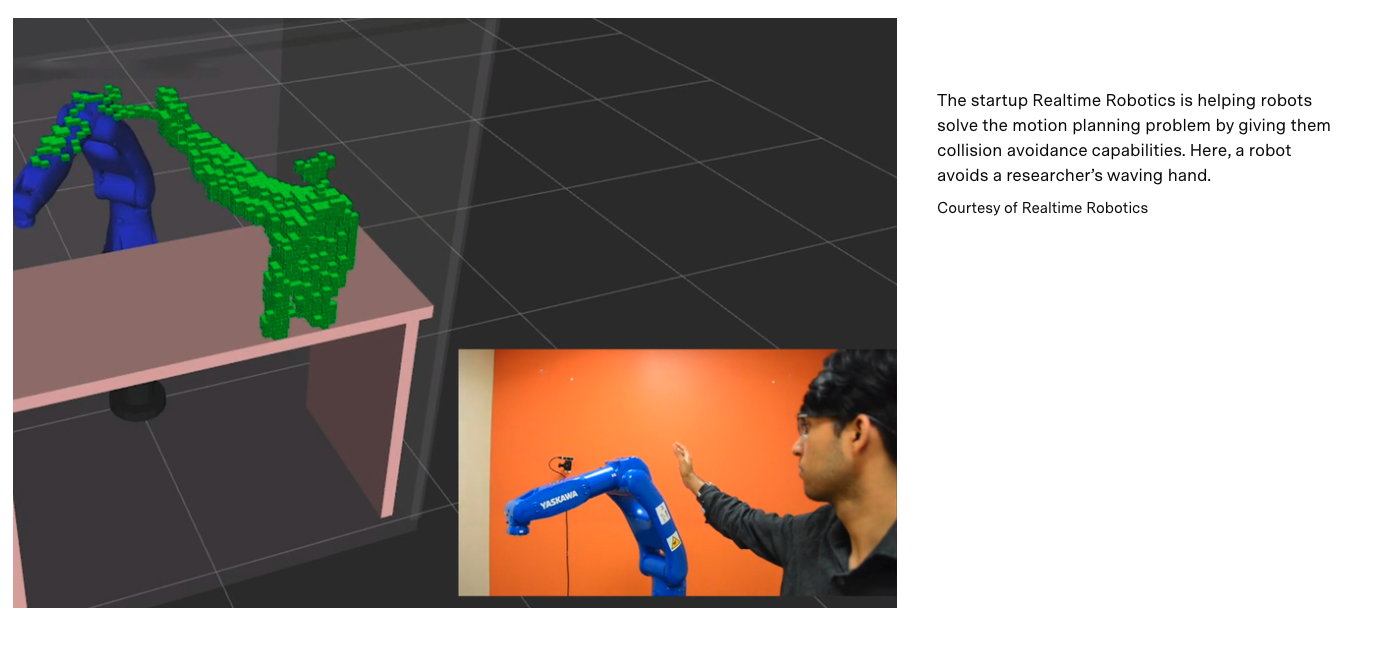 The startup Realtime Robotics is helping robots
solve the motion planning problem by giving them
collision avoidance capabilities. Here, a robot
avoids a researcher’s waving hand.
Courtesy of Realtime Robotics
YASKAWA